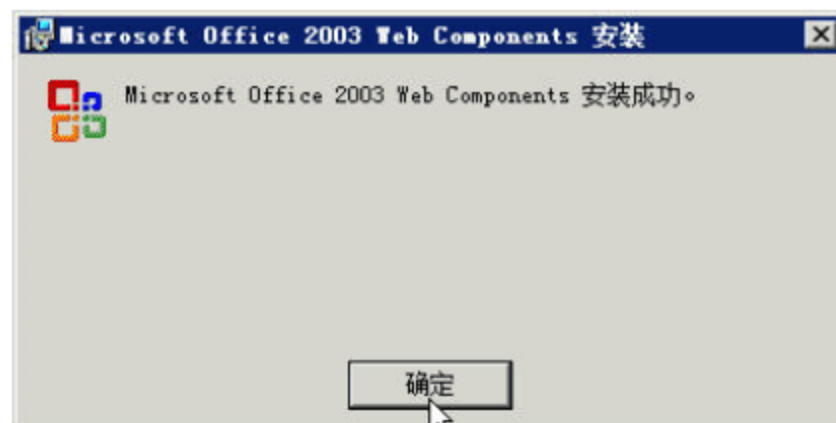 Microsoft Office 2003 Web Components 安装
Microsoft Office 2003 Web Components 安装成功。
确定